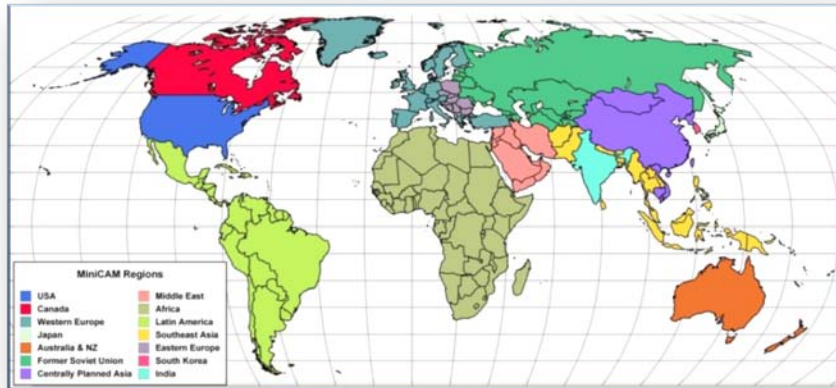 MiniCAM Regions
USA
Canada
Western Europe
Japan
Australia & NZ
Former Soviet Union
Centrally Planned Asia
Middle East
Africa
Latin America
Southeast Asia
Eastern Europe
South Korea
India